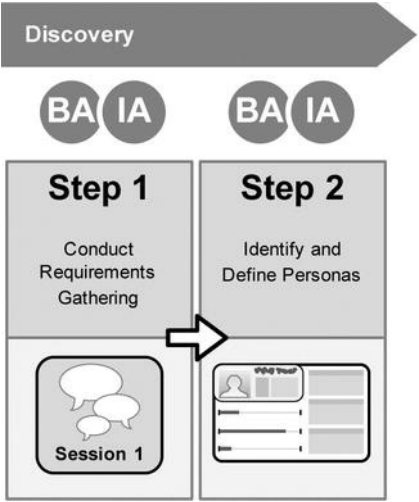 Discovery
BA IA BA IA
Step 1
Conduct
Requirements
Gathering
Step 2
Identify and
Define Personas
Session 1